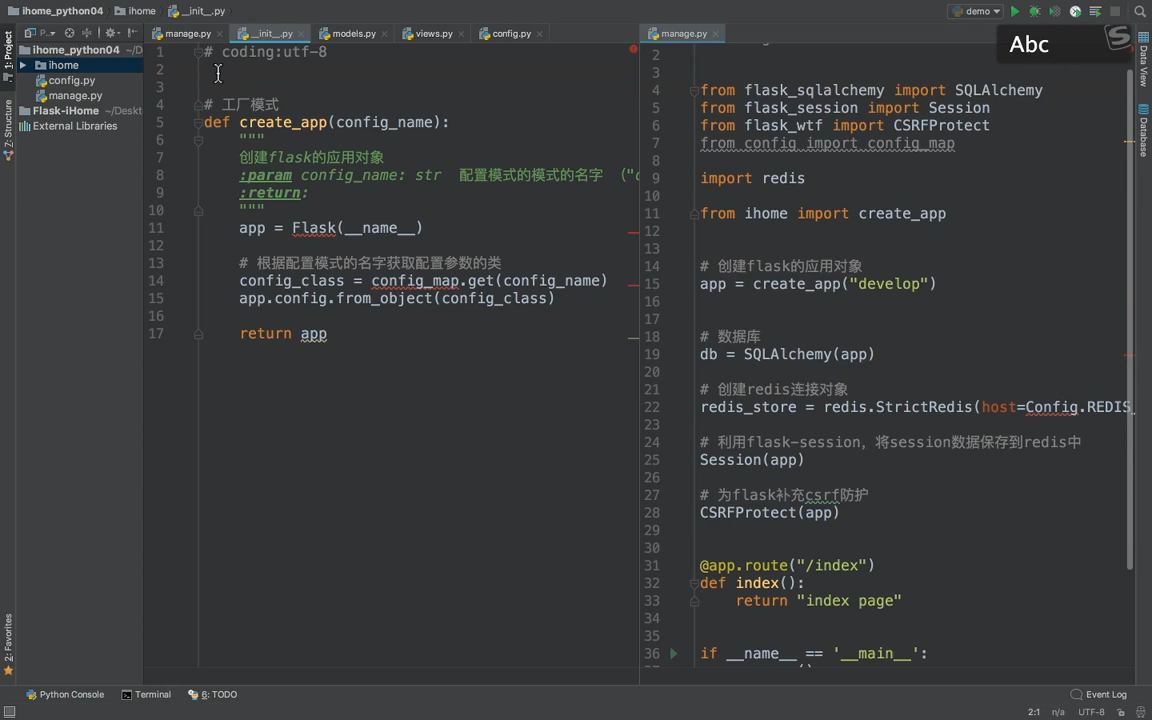 ihome_python04 ihome __init__.py
demo
P...
manage.py __init__.py models.py views.py config.py
manage.py
Abc
1: Project
Z: Structure
2: Favorites
Data View
Database
ihome_python04 ~/D
ihome
config.py
manage.py
Flask-iHome ~/Deskt
External Libraries
1 # coding:utf-8
2
3
4 # 工厂模式
5 def create_app(config_name):
6 """
7 创建flask的应用对象
8 :param config_name: str 配置模式的模式的名字 （"d
9 :return:
10 """
11 app = Flask(__name__)
12
13 # 根据配置模式的名字获取配置参数的类
14 config_class = config_map.get(config_name)
15 app.config.from_object(config_class)
16
17 return app
2
3
4 from flask_sqlalchemy import SQLAlchemy
5 from flask_session import Session
6 from flask_wtf import CSRFProtect
7 from config import config_map
8
9 import redis
10
11 from ihome import create_app
12
13
14 # 创建flask的应用对象
15 app = create_app("develop")
16
17
18 # 数据库
19 db = SQLAlchemy(app)
20
21 # 创建redis连接对象
22 redis_store = redis.StrictRedis(host=Config.REDIS_
23
24 # 利用flask-session，将session数据保存到redis中
25 Session(app)
26
27 # 为flask补充csrf防护
28 CSRFProtect(app)
29
30
31 @app.route("/index")
32 def index():
33 return "index page"
34
35
36 if __name__ == '__main__':
Python Console Terminal 6: TODO Event Log
2:1 n/a UTF-8